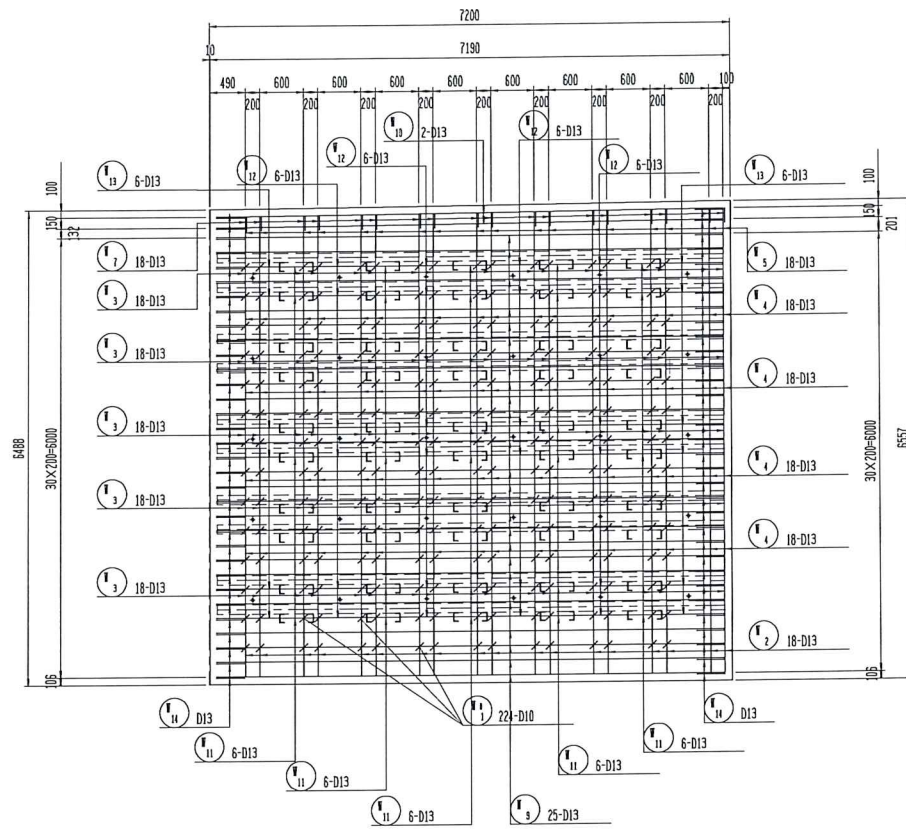 7200
10 7190
490 600 600 600 600 600 600 600 600 100
200 200 200 200 200 200 200 200 200
W 10 2-D13
W 12 6-D13
W 12 6-D13
W 12 6-D13
W 12 6-D13
W 13 6-D13
W 13 6-D13
100
150
132
100
150
201
W 7 18-D13
W 5 18-D13
W 3 18-D13
W 4 18-D13
W 3 18-D13
W 4 18-D13
W 3 18-D13
W 4 18-D13
W 3 18-D13
W 4 18-D13
W 3 18-D13
W 2 18-D13
6488
30×200=6000
106
30×200=6000
6557
106
W 14 D13
1 224-D10
W 14 D13
W 11 6-D13
W 11 6-D13
W 11 6-D13
W 11 6-D13
W 11 6-D13
W 9 25-D13